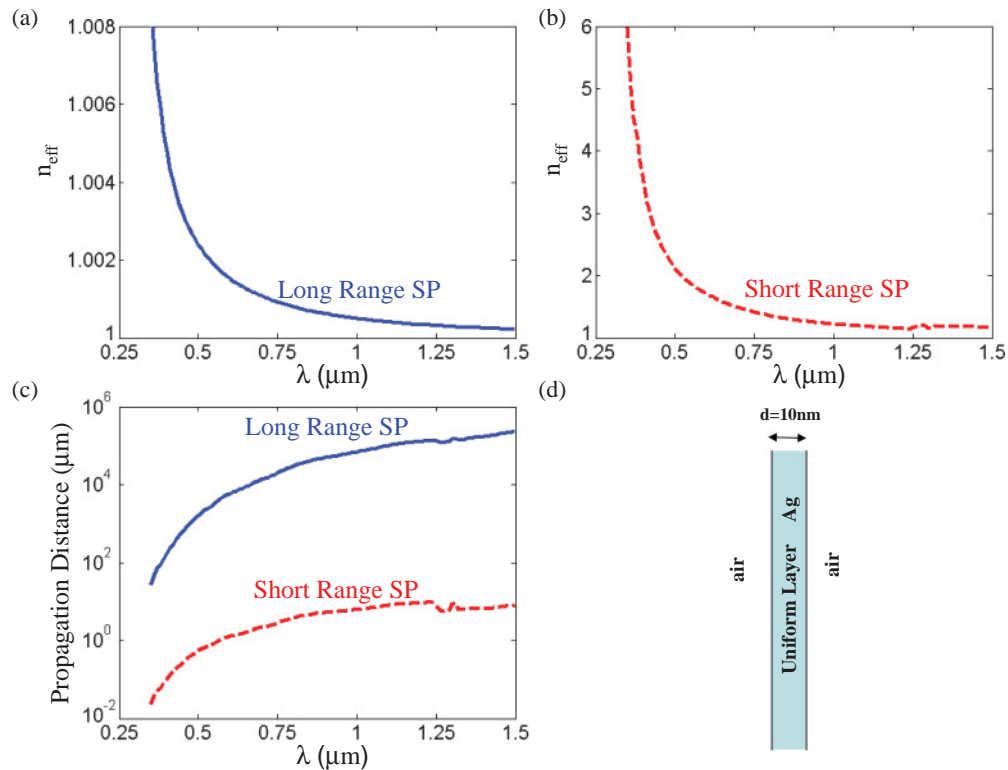 (a)
1.008
1.006
1.004
1.002
1
n_eff
Long Range SP
0.25
0.5
0.75
1
1.25
1.5
λ (μm)
(b)
6
5
4
3
2
1
n_eff
Short Range SP
0.25
0.5
0.75
1
1.25
1.5
λ (μm)
(c)
10^6
10^4
10^2
10^0
10^-2
Propagation Distance (μm)
Long Range SP
Short Range SP
0.25
0.5
0.75
1
1.25
1.5
λ (μm)
(d)
d=10nm
air
Uniform Layer Ag
air